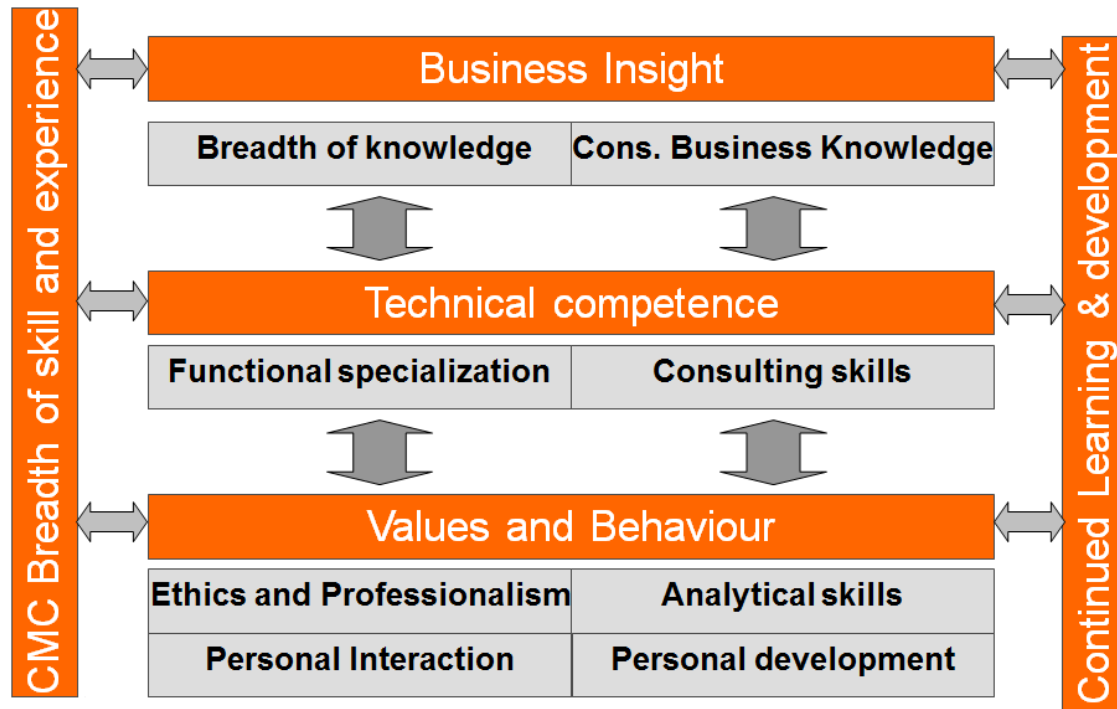 CMC Breadth of skill and experience
Business Insight
Breadth of knowledge
Cons. Business Knowledge
Technical competence
Functional specialization
Consulting skills
Values and Behaviour
Ethics and Professionalism
Analytical skills
Personal Interaction
Personal development
Continued Learning & development